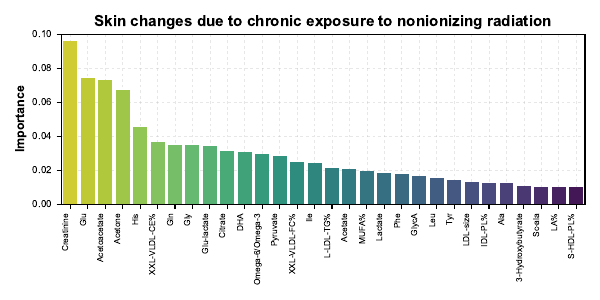 Skin changes due to chronic exposure to nonionizing radiation
Importance
0.10
0.08
0.06
0.04
0.02
0.00
Creatinine
Glu
Acetoacetate
Acetone
His
XXL-VLDL-CE%
Gln
Gly
Glu-lactate
Citrate
DHA
Omega-6/Omega-3
Pyruvate
XXL-VLDL-FC%
Ile
L-LDL-TG%
Acetate
MUFA%
Lactate
Phe
GlycA
Leu
Tyr
LDL-size
IDL-PL%
Ala
3-Hydroxybutyrate
LA%
S-HDL-PL%